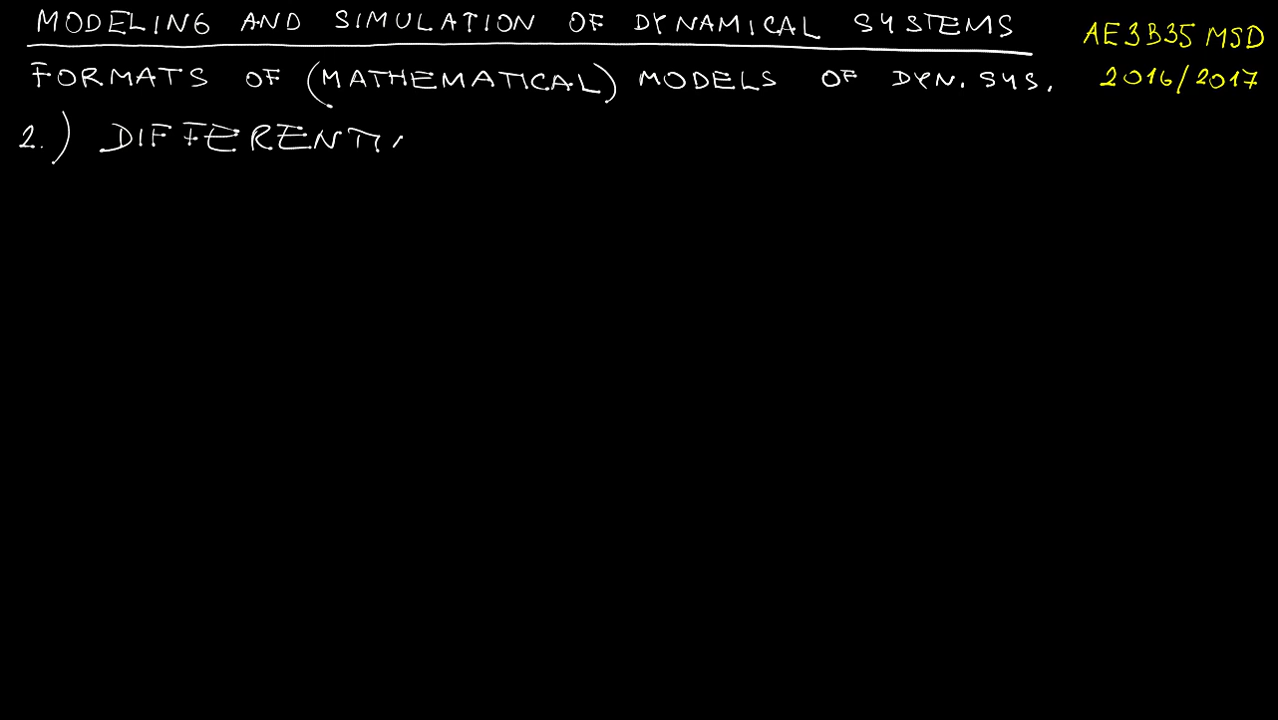 MODELING AND SIMULATION OF DYNAMICAL SYSTEMS
AE3B35MSD
2016/2017
FORMATS OF (MATHEMATICAL) MODELS OF DYN. SYS.
2.) DIFFERENTI